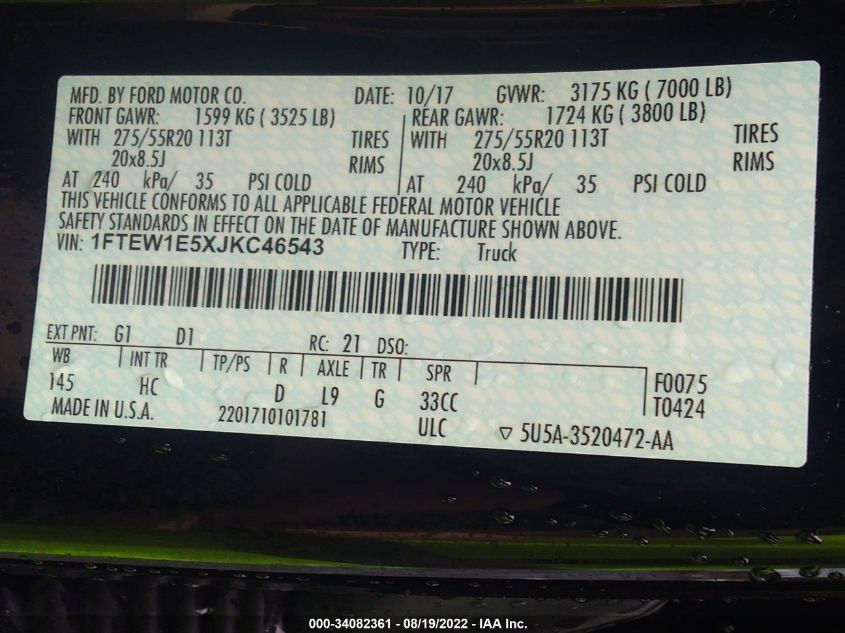 MFD. BY FORD MOTOR CO. DATE: 10/17 GVWR: 3175 KG ( 7000 LB)
FRONT GAWR: 1599 KG ( 3525 LB) REAR GAWR: 1724 KG ( 3800 LB)
WITH 275/55R20 113T TIRES WITH 275/55R20 113T TIRES
20x8.5J RIMS 20x8.5J RIMS
AT 240 kPa/ 35 PSI COLD AT 240 kPa/ 35 PSI COLD
THIS VEHICLE CONFORMS TO ALL APPLICABLE FEDERAL MOTOR VEHICLE
SAFETY STANDARDS IN EFFECT ON THE DATE OF MANUFACTURE SHOWN ABOVE.
VIN: 1FTEW1E5XJKC46543 TYPE: Truck
EXT PNT: G1 D1 RC: 21 DSO:
WB INT TR TP/PS R AXLE TR SPR
145 HC D L9 G 33CC F0075
T0424
MADE IN U.S.A. 2201710101781 ULC ▽ 5U5A-3520472-AA
000-34082361 - 08/19/2022 - IAA Inc.